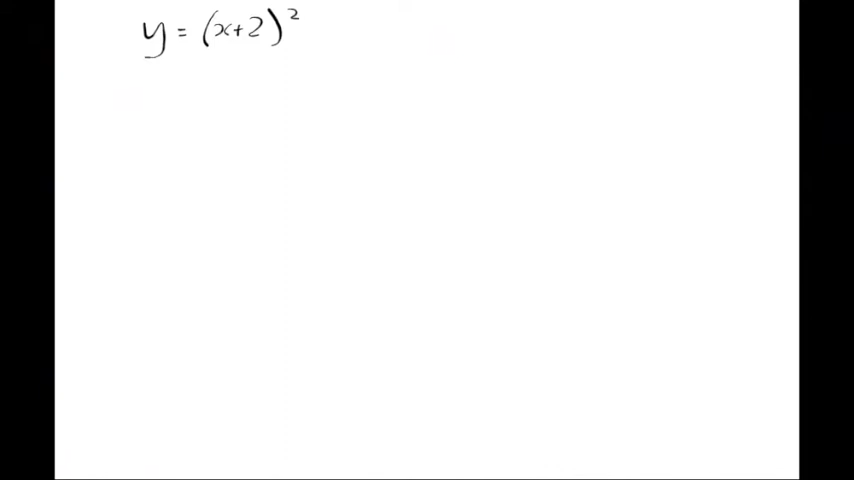 y = (x+2)²